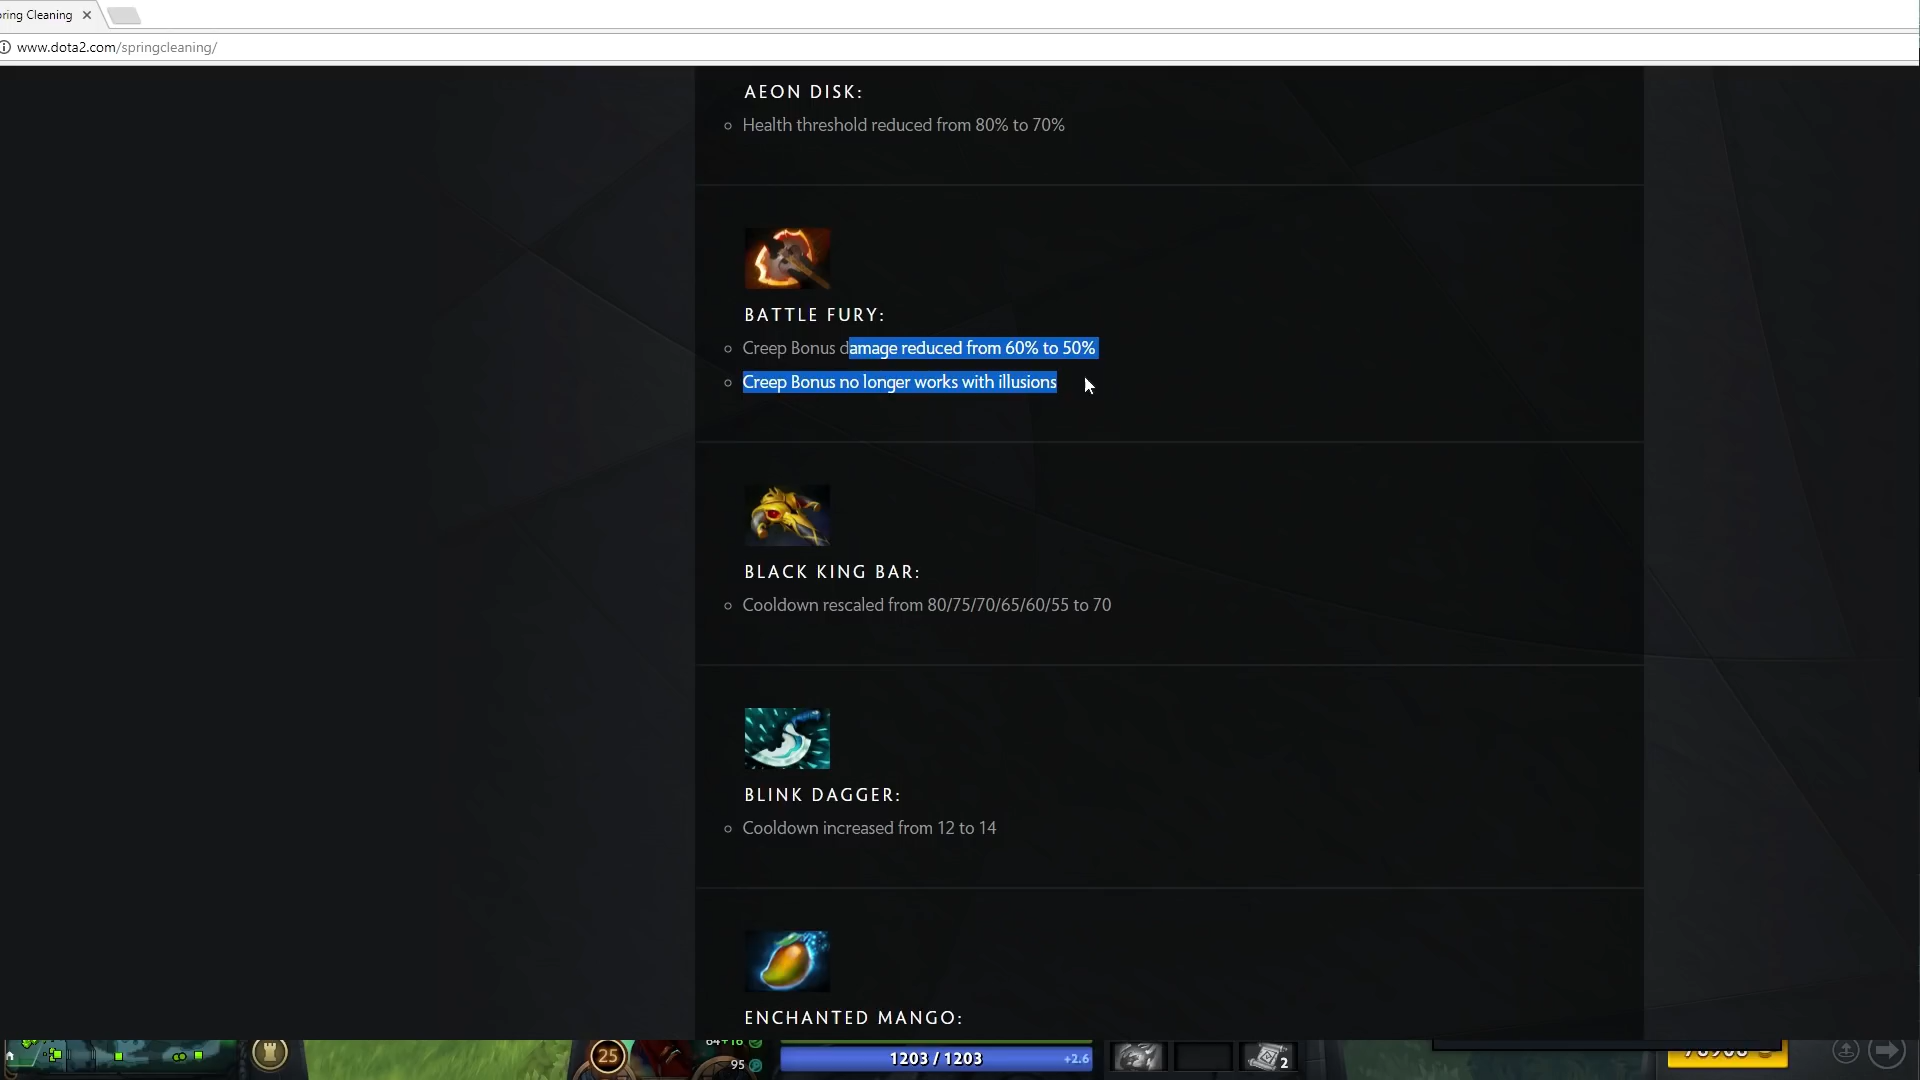 ring Cleaning
www.dota2.com/springcleaning/
AEON DISK:
Health threshold reduced from 80% to 70%
BATTLE FURY:
Creep Bonus damage reduced from 60% to 50%
Creep Bonus no longer works with illusions
BLACK KING BAR:
Cooldown rescaled from 80/75/70/65/60/55 to 70
BLINK DAGGER:
Cooldown increased from 12 to 14
ENCHANTED MANGO:
25
95
1203 / 1203
+2.6
2